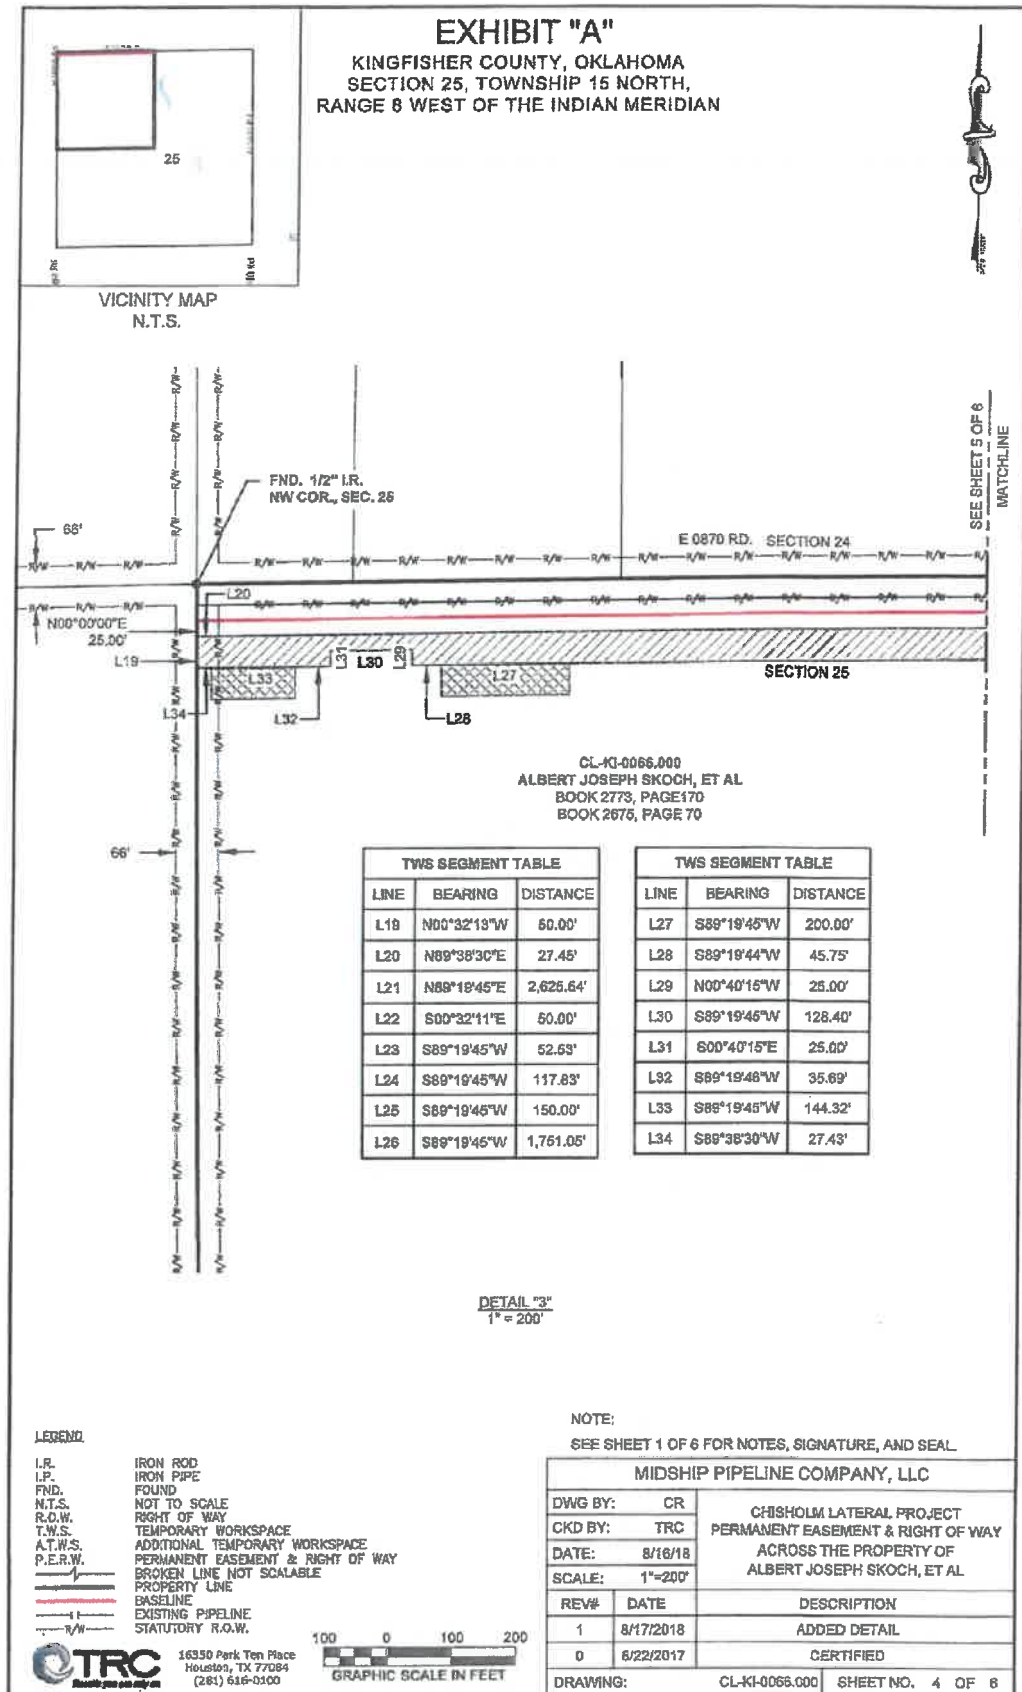 EXHIBIT "A"
KINGFISHER COUNTY, OKLAHOMA
SECTION 25, TOWNSHIP 15 NORTH,
RANGE 8 WEST OF THE INDIAN MERIDIAN
25
VICINITY MAP
N.T.S.
SEE SHEET 5 OF 6
MATCHLINE
FND. 1/2" I.R.
NW COR., SEC. 25
66'
E 0870 RD. SECTION 24
R/W R/W R/W R/W R/W R/W R/W R/W R/W R/W R/W R/W
L20
N00°00'00"E
25.00'
L19
L31
L30
L29
SECTION 25
L33
L27
L34
L32
L28
CL-KI-0066.000
ALBERT JOSEPH SKOCH, ET AL
BOOK 2773, PAGE170
BOOK 2675, PAGE 70
66'
TWS SEGMENT TABLE
LINE BEARING DISTANCE
L19 N00°32'13"W 50.00'
L20 N89°38'30"E 27.45'
L21 N89°19'45"E 2,625.64'
L22 S00°32'11"E 50.00'
L23 S89°19'45"W 52.53'
L24 S89°19'45"W 117.83'
L25 S89°19'45"W 150.00'
L26 S89°19'45"W 1,751.05'
TWS SEGMENT TABLE
LINE BEARING DISTANCE
L27 S89°19'45"W 200.00'
L28 S89°19'44"W 45.75'
L29 N00°40'15"W 25.00'
L30 S89°19'45"W 128.40'
L31 S00°40'15"E 25.00'
L32 S89°19'46"W 35.69'
L33 S89°19'45"W 144.32'
L34 S89°38'30"W 27.43'
DETAIL "3"
1" = 200'
LEGEND
I.R. IRON ROD
I.P. IRON PIPE
FND. FOUND
N.T.S. NOT TO SCALE
R.O.W. RIGHT OF WAY
T.W.S. TEMPORARY WORKSPACE
A.T.W.S. ADDITIONAL TEMPORARY WORKSPACE
P.E.R.W. PERMANENT EASEMENT & RIGHT OF WAY
BROKEN LINE NOT SCALABLE
PROPERTY LINE
BASELINE
EXISTING PIPELINE
R/W STATUTORY R.O.W.
TRC
Results you can rely on
16350 Park Ten Place
Houston, TX 77084
(281) 616-0100
100 0 100 200
GRAPHIC SCALE IN FEET
NOTE:
SEE SHEET 1 OF 6 FOR NOTES, SIGNATURE, AND SEAL
MIDSHIP PIPELINE COMPANY, LLC
DWG BY: CR
CKD BY: TRC
DATE: 8/16/18
SCALE: 1"=200'
CHISHOLM LATERAL PROJECT
PERMANENT EASEMENT & RIGHT OF WAY
ACROSS THE PROPERTY OF
ALBERT JOSEPH SKOCH, ET AL
REV# DATE DESCRIPTION
1 8/17/2018 ADDED DETAIL
0 6/22/2017 CERTIFIED
DRAWING: CL-KI-0066.000 SHEET NO. 4 OF 6